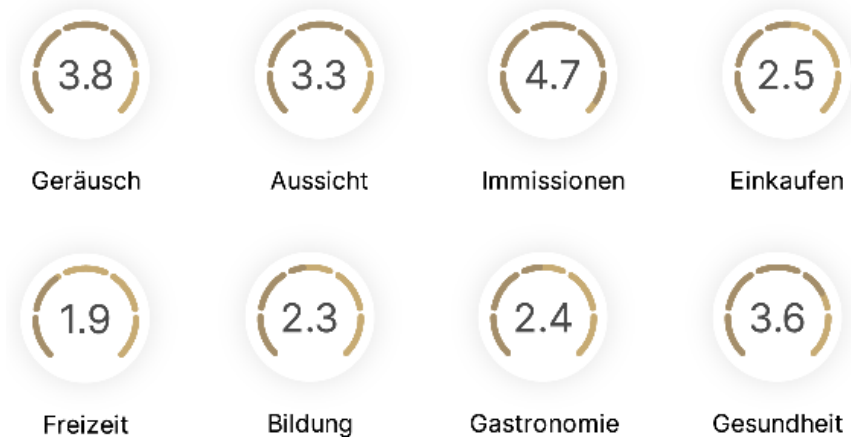 3.8 3.3 4.7 2.5
Geräusch Aussicht Immissionen Einkaufen
1.9 2.3 2.4 3.6
Freizeit Bildung Gastronomie Gesundheit